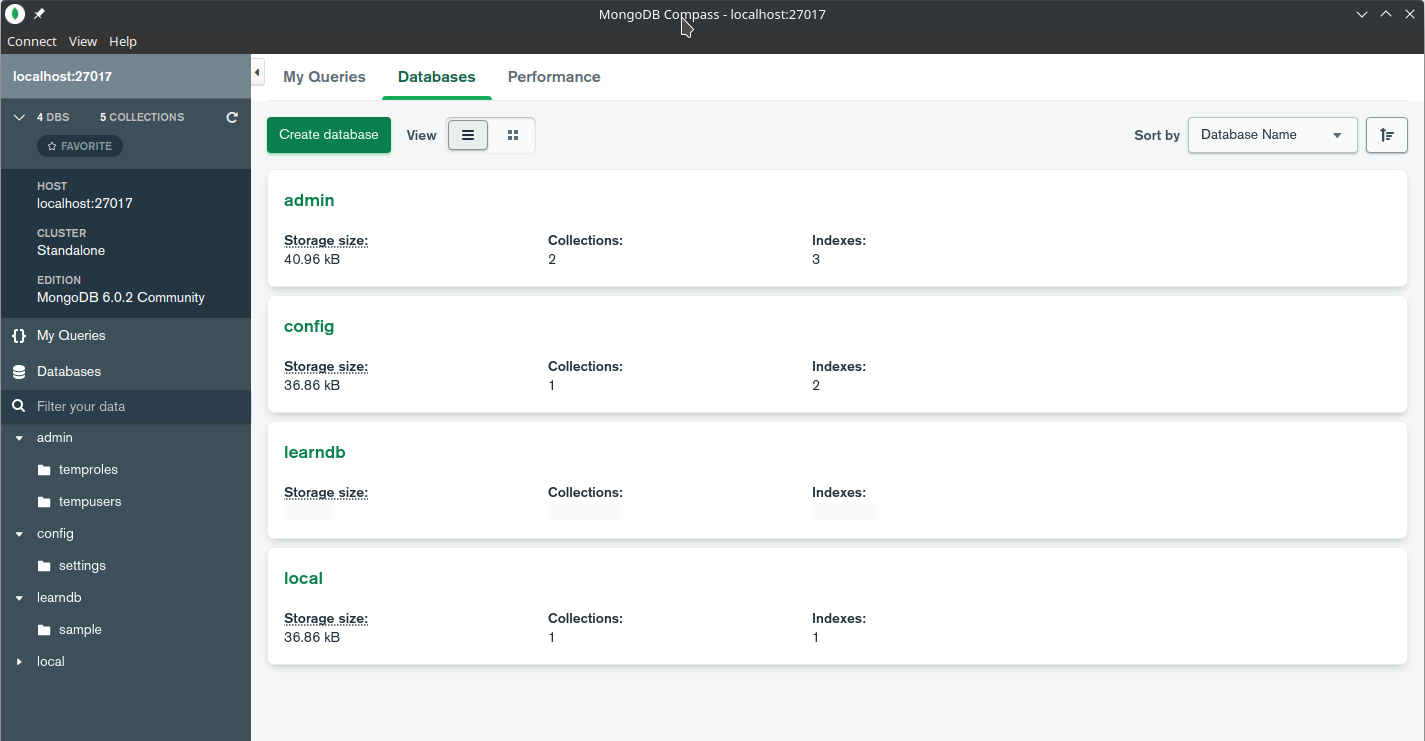 MongoDB Compass - localhost:27017
Connect View Help
localhost:27017
4 DBS 5 COLLECTIONS
FAVORITE
HOST
localhost:27017
CLUSTER
Standalone
EDITION
MongoDB 6.0.2 Community
My Queries
Databases
Filter your data
admin
temproles
tempusers
config
settings
learndb
sample
local
My Queries Databases Performance
Create database View Sort by Database Name
admin
Storage size: Collections: Indexes:
40.96 kB 2 3
config
Storage size: Collections: Indexes:
36.86 kB 1 2
learndb
Storage size: Collections: Indexes:
local
Storage size: Collections: Indexes:
36.86 kB 1 1